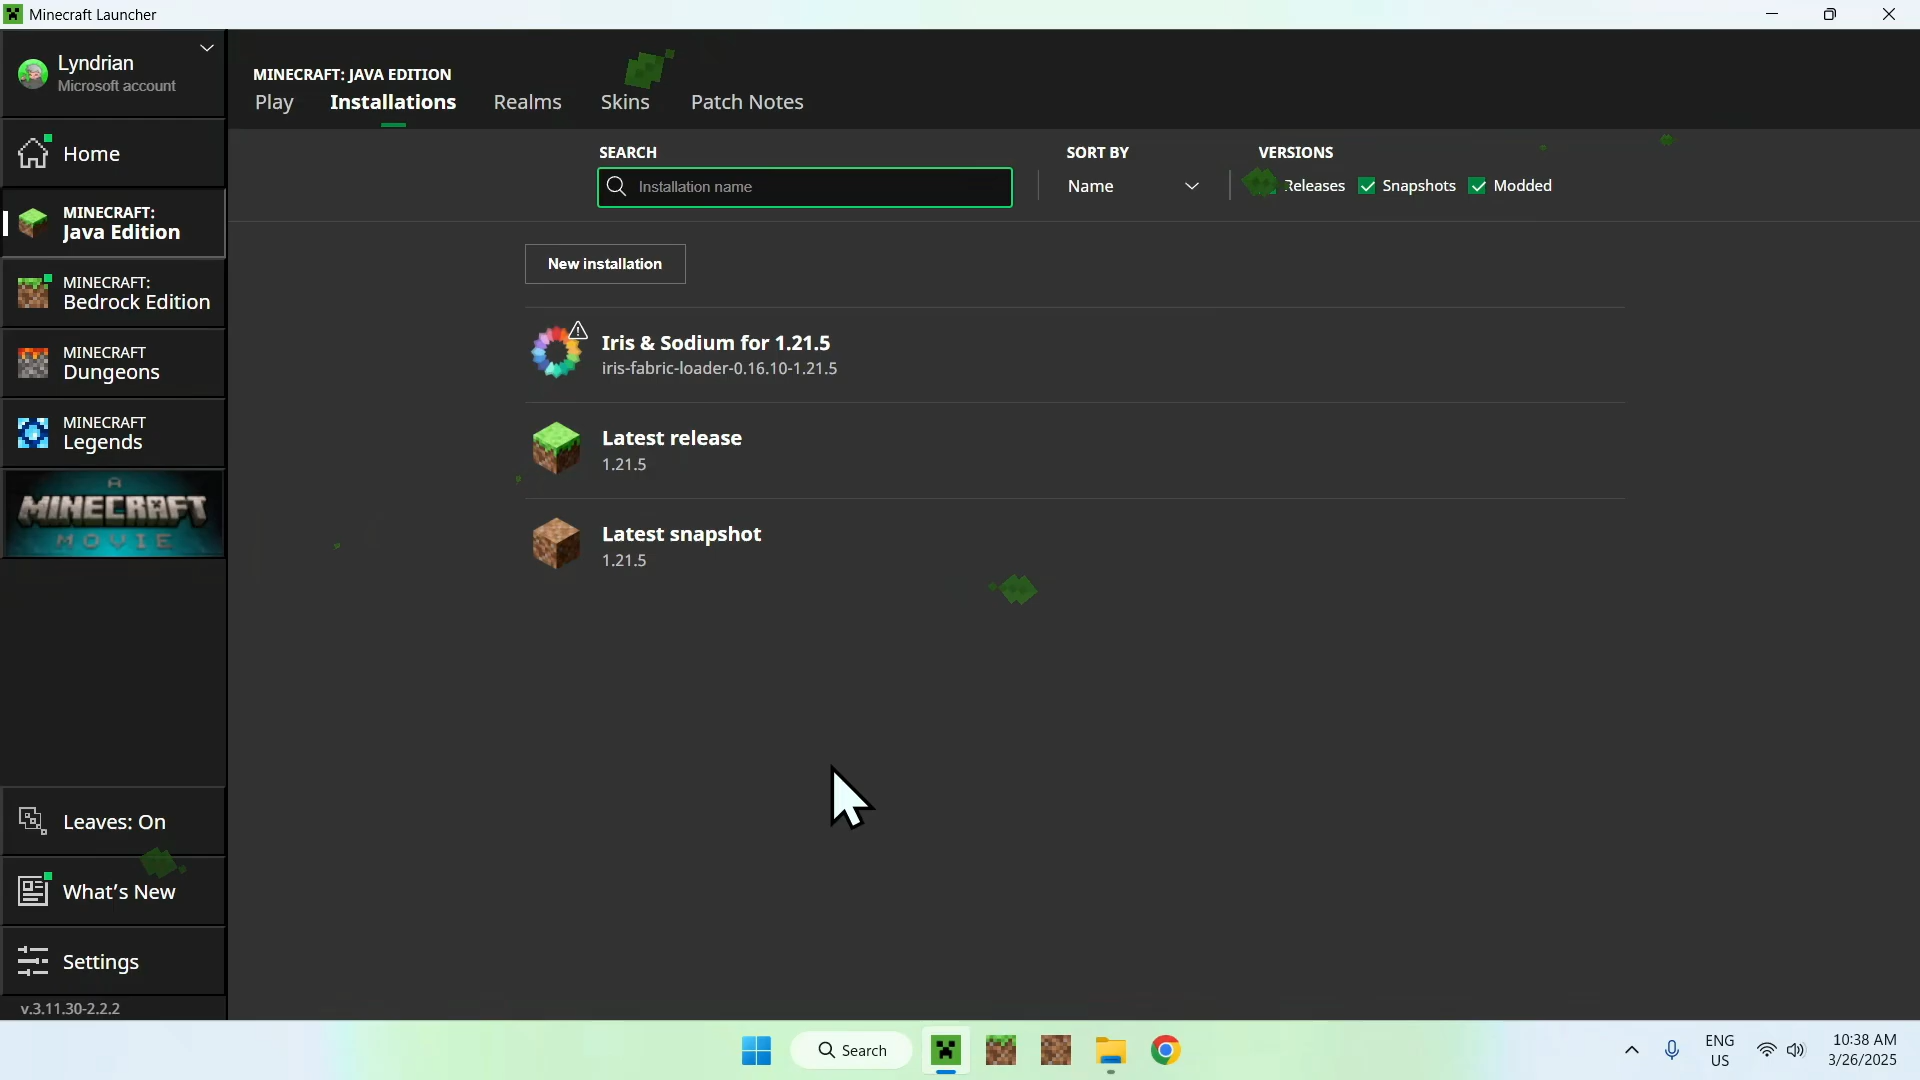 Minecraft Launcher
Lyndrian
Microsoft account
Home
MINECRAFT:
Java Edition
MINECRAFT:
Bedrock Edition
MINECRAFT
Dungeons
MINECRAFT
Legends
A
MINECRAFT
MOVIE
Leaves: On
What's New
Settings
v.3.11.30-2.2.2
MINECRAFT: JAVA EDITION
Play Installations Realms Skins Patch Notes
SEARCH SORT BY VERSIONS
Installation name Name Releases Snapshots Modded
New installation
Iris & Sodium for 1.21.5
iris-fabric-loader-0.16.10-1.21.5
Latest release
1.21.5
Latest snapshot
1.21.5
Search
ENG
US
10:38 AM
3/26/2025